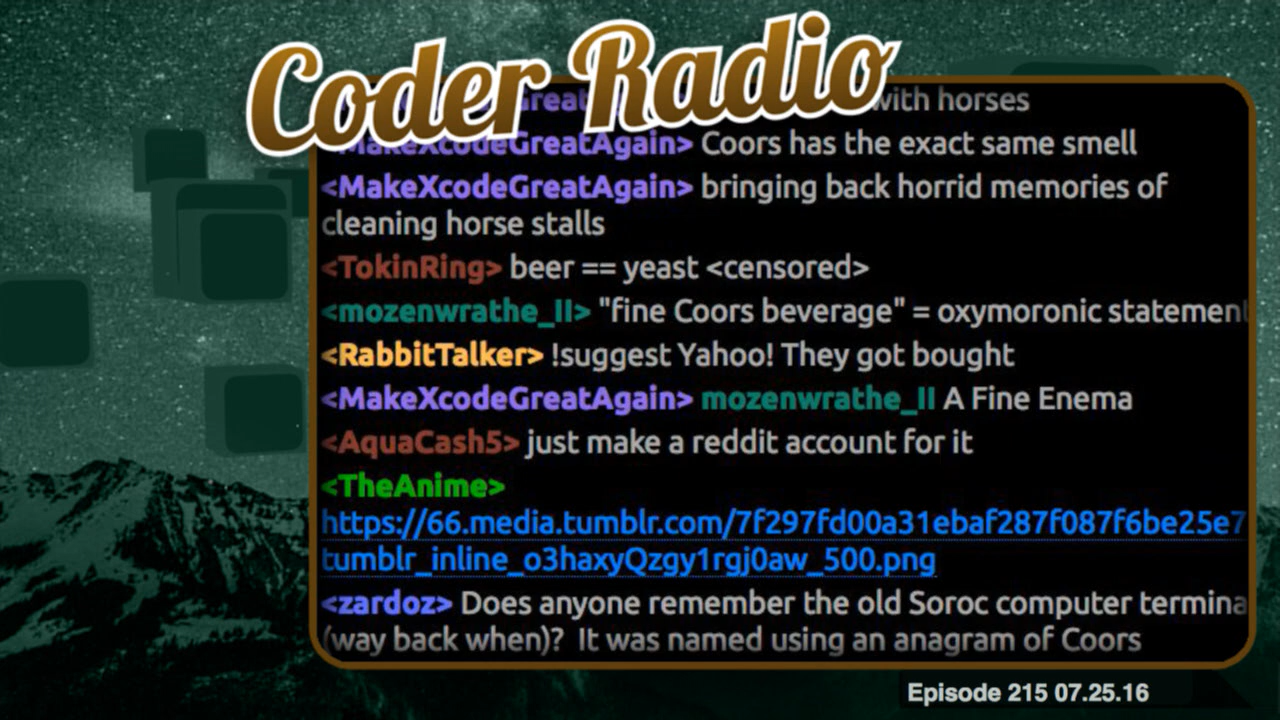 Coder Radio
with horses
MakeXcodeGreatAgain> Coors has the exact same smell
<MakeXcodeGreatAgain> bringing back horrid memories of
cleaning horse stalls
<TokinRing> beer == yeast <censored>
<mozenwrathe_II> "fine Coors beverage" = oxymoronic statement
<RabbitTalker> !suggest Yahoo! They got bought
<MakeXcodeGreatAgain> mozenwrathe_II A Fine Enema
<AquaCash5> just make a reddit account for it
<TheAnime>
https://66.media.tumblr.com/7f297fd00a31ebaf287f087f6be25e7
tumblr_inline_o3haxyQzgy1rgj0aw_500.png
<zardoz> Does anyone remember the old Soroc computer termina
(way back when)? It was named using an anagram of Coors
Episode 215 07.25.16